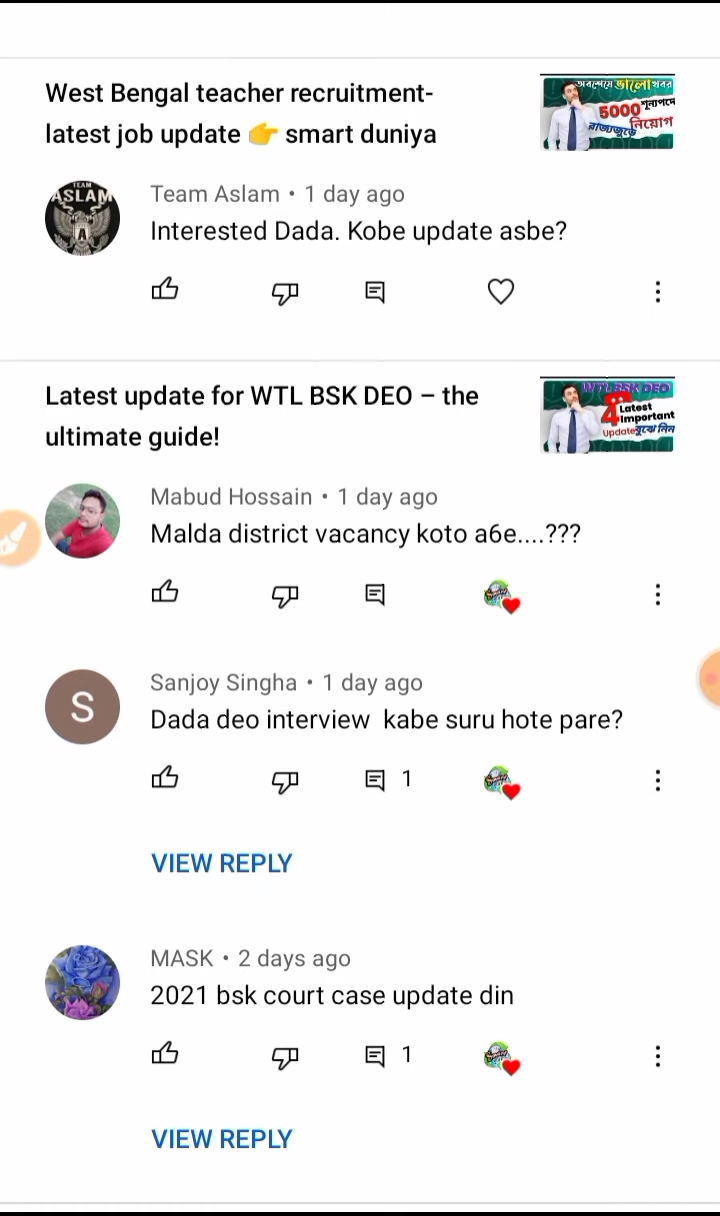 West Bengal teacher recruitment-
latest job update 👉 smart duniya
অবশেষে ভালো খবর
5000 শূন্যপদে
রাজ্যজুড়ে নিয়োগ
TEAM
ASLAM
A
Team Aslam • 1 day ago
Interested Dada. Kobe update asbe?
Latest update for WTL BSK DEO – the
ultimate guide!
WTL BSK DEO
4 Latest
Important
Update বুঝে নিন
Mabud Hossain • 1 day ago
Malda district vacancy koto a6e....???
S
Sanjoy Singha • 1 day ago
Dada deo interview kabe suru hote pare?
1
VIEW REPLY
MASK • 2 days ago
2021 bsk court case update din
1
VIEW REPLY